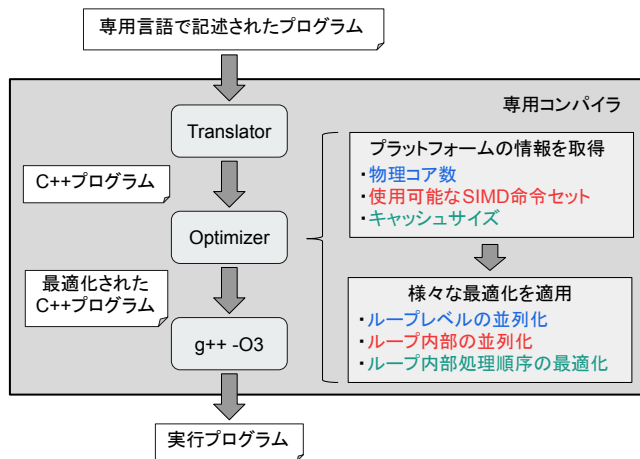 専用言語で記述されたプログラム
専用コンパイラ
Translator
C++プログラム
Optimizer
最適化された
C++プログラム
g++ -O3
実行プログラム
プラットフォームの情報を取得
・物理コア数
・使用可能なSIMD命令セット
・キャッシュサイズ
様々な最適化を適用
・ループレベルの並列化
・ループ内部の並列化
・ループ内部処理順序の最適化